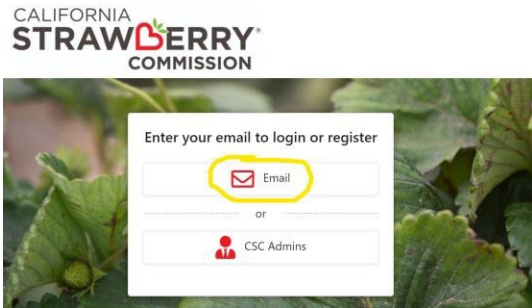 CALIFORNIA
STRAWBERRY
COMMISSION
Enter your email to login or register
Email
or
CSC Admins